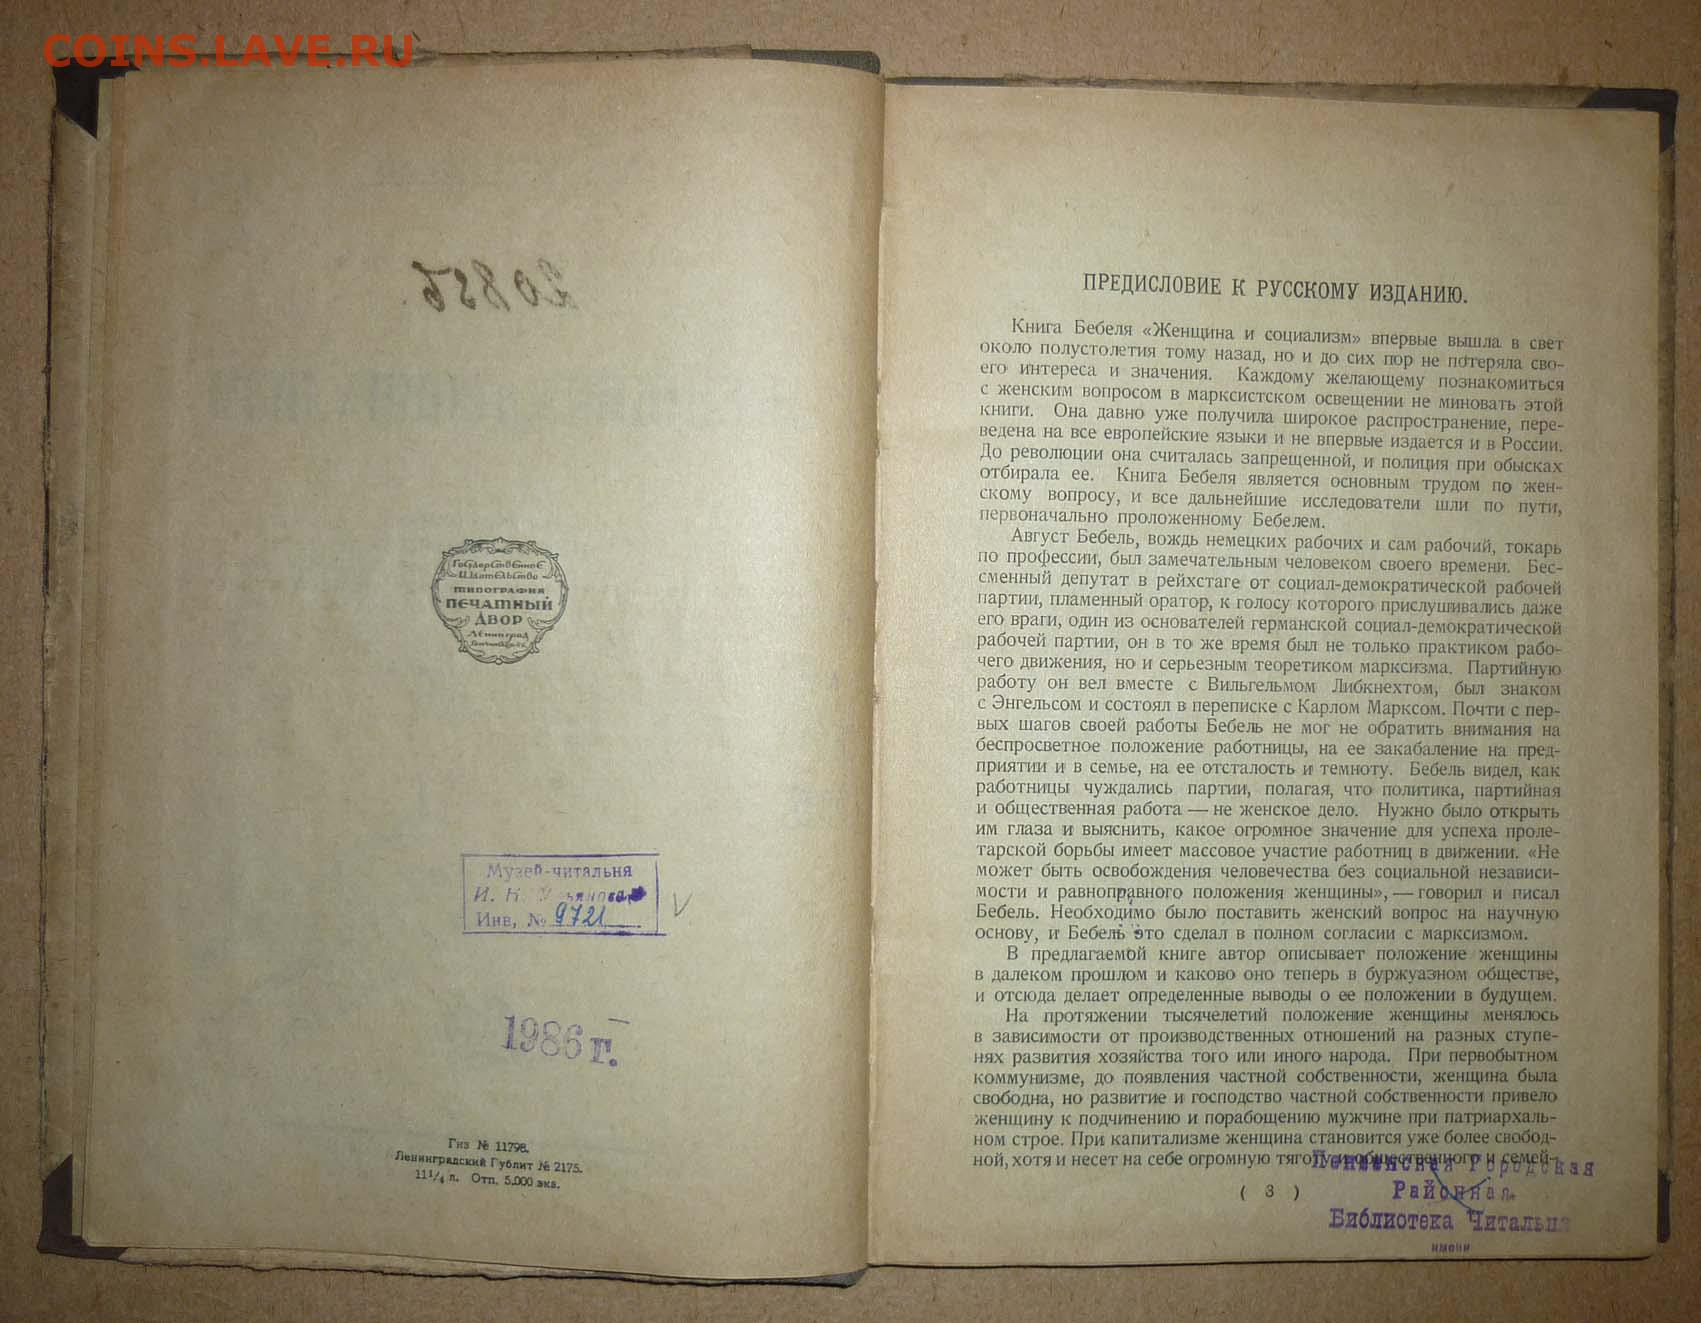 COINS.LAVE.RU
20856
Государственное
Издательство
типография
печатный
двор
Ленинград
Музей-читальня
И. Н. Ульянова
Инв, № 9721
V
1986 г.
Гиз № 11798.
Ленинградский Гублит № 2175.
11¹/₄ л. Отп. 5.000 экз.
ПРЕДИСЛОВИЕ К РУССКОМУ ИЗДАНИЮ.
Книга Бебеля «Женщина и социализм» впервые вышла в свет
около полустолетия тому назад, но и до сих пор не потеряла сво-
его интереса и значения. Каждому желающему познакомиться
с женским вопросом в марксистском освещении не миновать этой
книги. Она давно уже получила широкое распространение, пере-
ведена на все европейские языки и не впервые издается и в России.
До революции она считалась запрещенной, и полиция при обысках
отбирала ее. Книга Бебеля является основным трудом по жен-
скому вопросу, и все дальнейшие исследователи шли по пути,
первоначально проложенному Бебелем.
Август Бебель, вождь немецких рабочих и сам рабочий, токарь
по профессии, был замечательным человеком своего времени. Бес-
сменный депутат в рейхстаге от социал-демократической рабочей
партии, пламенный оратор, к голосу которого прислушивались даже
его враги, один из основателей германской социал-демократической
рабочей партии, он в то же время был не только практиком рабо-
чего движения, но и серьезным теоретиком марксизма. Партийную
работу он вел вместе с Вильгельмом Либкнехтом, был знаком
с Энгельсом и состоял в переписке с Карлом Марксом. Почти с пер-
вых шагов своей работы Бебель не мог не обратить внимания на
беспросветное положение работницы, на ее закабаление на пред-
приятии и в семье, на ее отсталость и темноту. Бебель видел, как
работницы чуждались партии, полагая, что политика, партийная
и общественная работа — не женское дело. Нужно было открыть
им глаза и выяснить, какое огромное значение для успеха проле-
тарской борьбы имеет массовое участие работниц в движении. «Не
может быть освобождения человечества без социальной независи-
мости и равноправного положения женщины», — говорил и писал
Бебель. Необходимо было поставить женский вопрос на научную
основу, и Бебель это сделал в полном согласии с марксизмом.
В предлагаемой книге автор описывает положение женщины
в далеком прошлом и каково оно теперь в буржуазном обществе,
и отсюда делает определенные выводы о ее положении в будущем.
На протяжении тысячелетий положение женщины менялось
в зависимости от производственных отношений на разных ступе-
нях развития хозяйства того или иного народа. При первобытном
коммунизме, до появления частной собственности, женщина была
свободна, но развитие и господство частной собственности привело
женщину к подчинению и порабощению мужчине при патриархаль-
ном строе. При капитализме женщина становится уже более свобод-
ной, хотя и несет на себе огромную тяготу и общественного и семей-
( 3 )
Пензенская Городская
Районная
Библиотека Читальня
имени